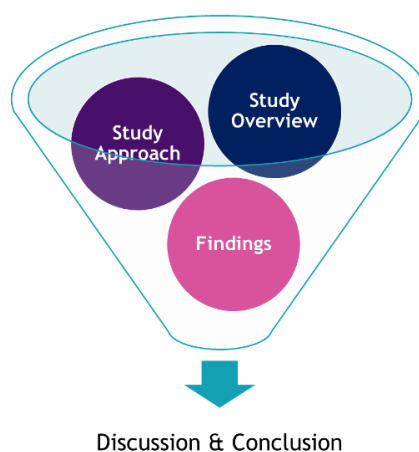 Study
Overview
Study
Approach
Findings
Discussion & Conclusion